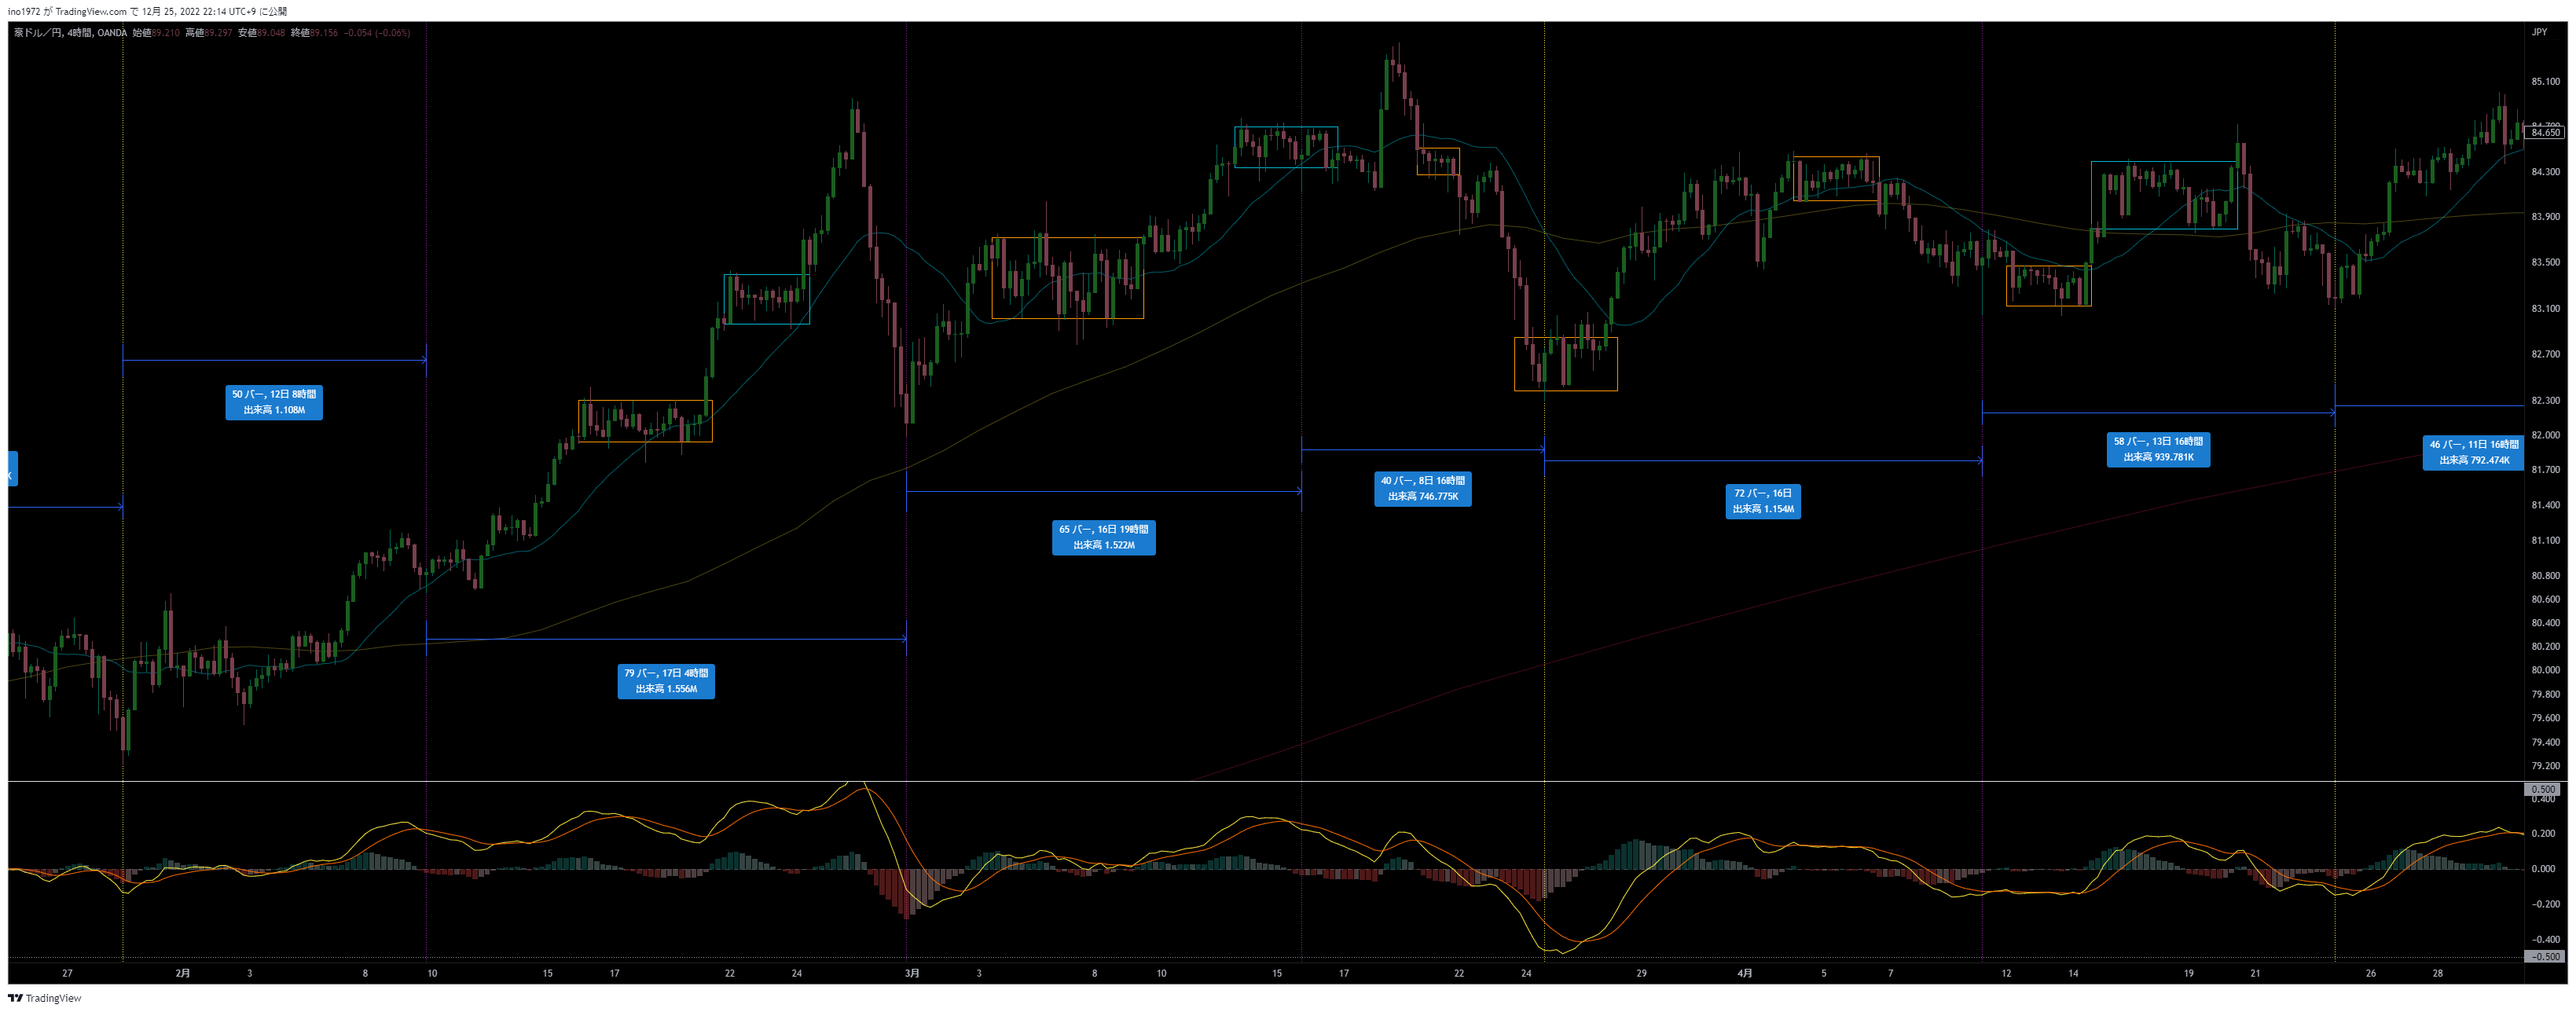 ino1972 が TradingView.com で 12月 25, 2022 22:14 UTC+9 に公開
豪ドル／円, 4時間, OANDA 始値89.210 高値89.297 安値89.048 終値89.156 −0.054 (−0.06%)
JPY
85.100
84.650
84.300
83.900
83.500
83.100
82.700
82.300
82.000
81.700
81.400
81.100
80.800
80.600
80.400
80.200
80.000
79.800
79.600
79.400
79.200
50 バー, 12日 8時間
出来高 1.108M
K
79 バー, 17日 4時間
出来高 1.556M
65 バー, 16日 19時間
出来高 1.522M
40 バー, 8日 16時間
出来高 746.775K
72 バー, 16日
出来高 1.154M
58 バー, 13日 16時間
出来高 939.781K
46 バー, 11日 16時間
出来高 792.474K
0.500
0.400
0.200
0.000
−0.200
−0.400
−0.500
27 2月 3 8 10 15 17 22 24 3月 3 8 10 15 17 22 24 29 4月 5 7 12 14 19 21 26 28
TradingView